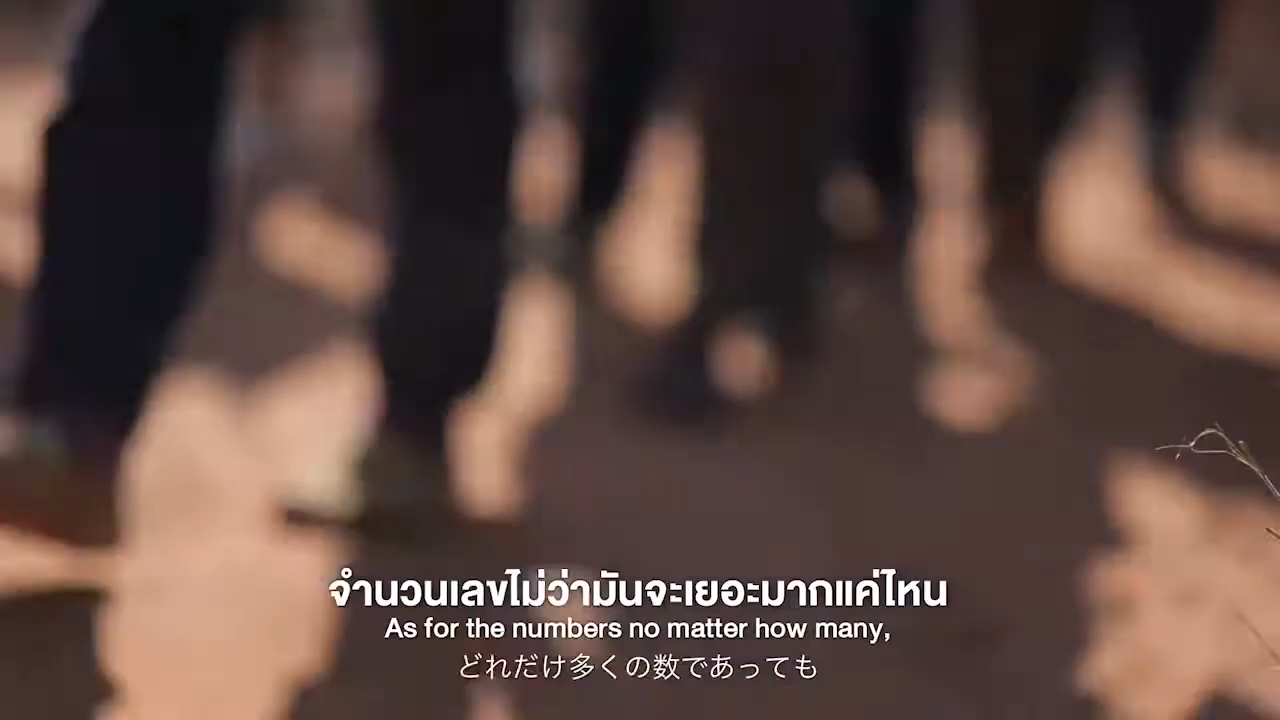 จำนวนเลขไม่ว่ามันจะเยอะมากแค่ไหน
As for the numbers no matter how many,
どれだけ多くの数であっても